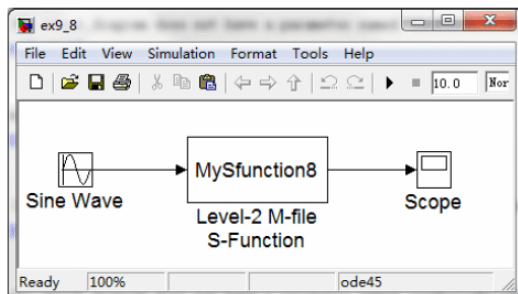 ex9_8
File Edit View Simulation Format Tools Help
10.0 Nor
MySfunction8
Sine Wave
Level-2 M-file
S-Function
Scope
Ready 100% ode45